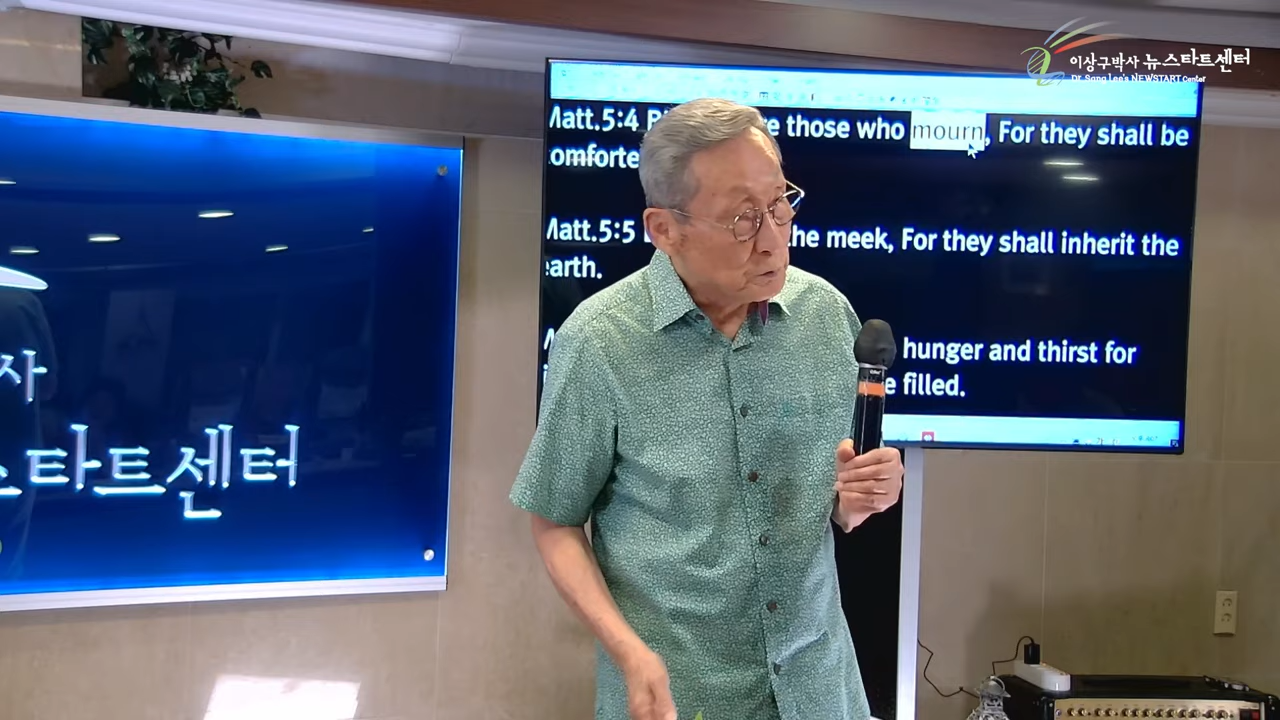 이상구박사 뉴스타트센터
Dr. Sang Lee's NEWSTART Center
Matt.5:4 those who mourn, For they shall be
comforte
Matt.5:5 the meek, For they shall inherit the
earth.
hunger and thirst for
filled.
사
스타트센터